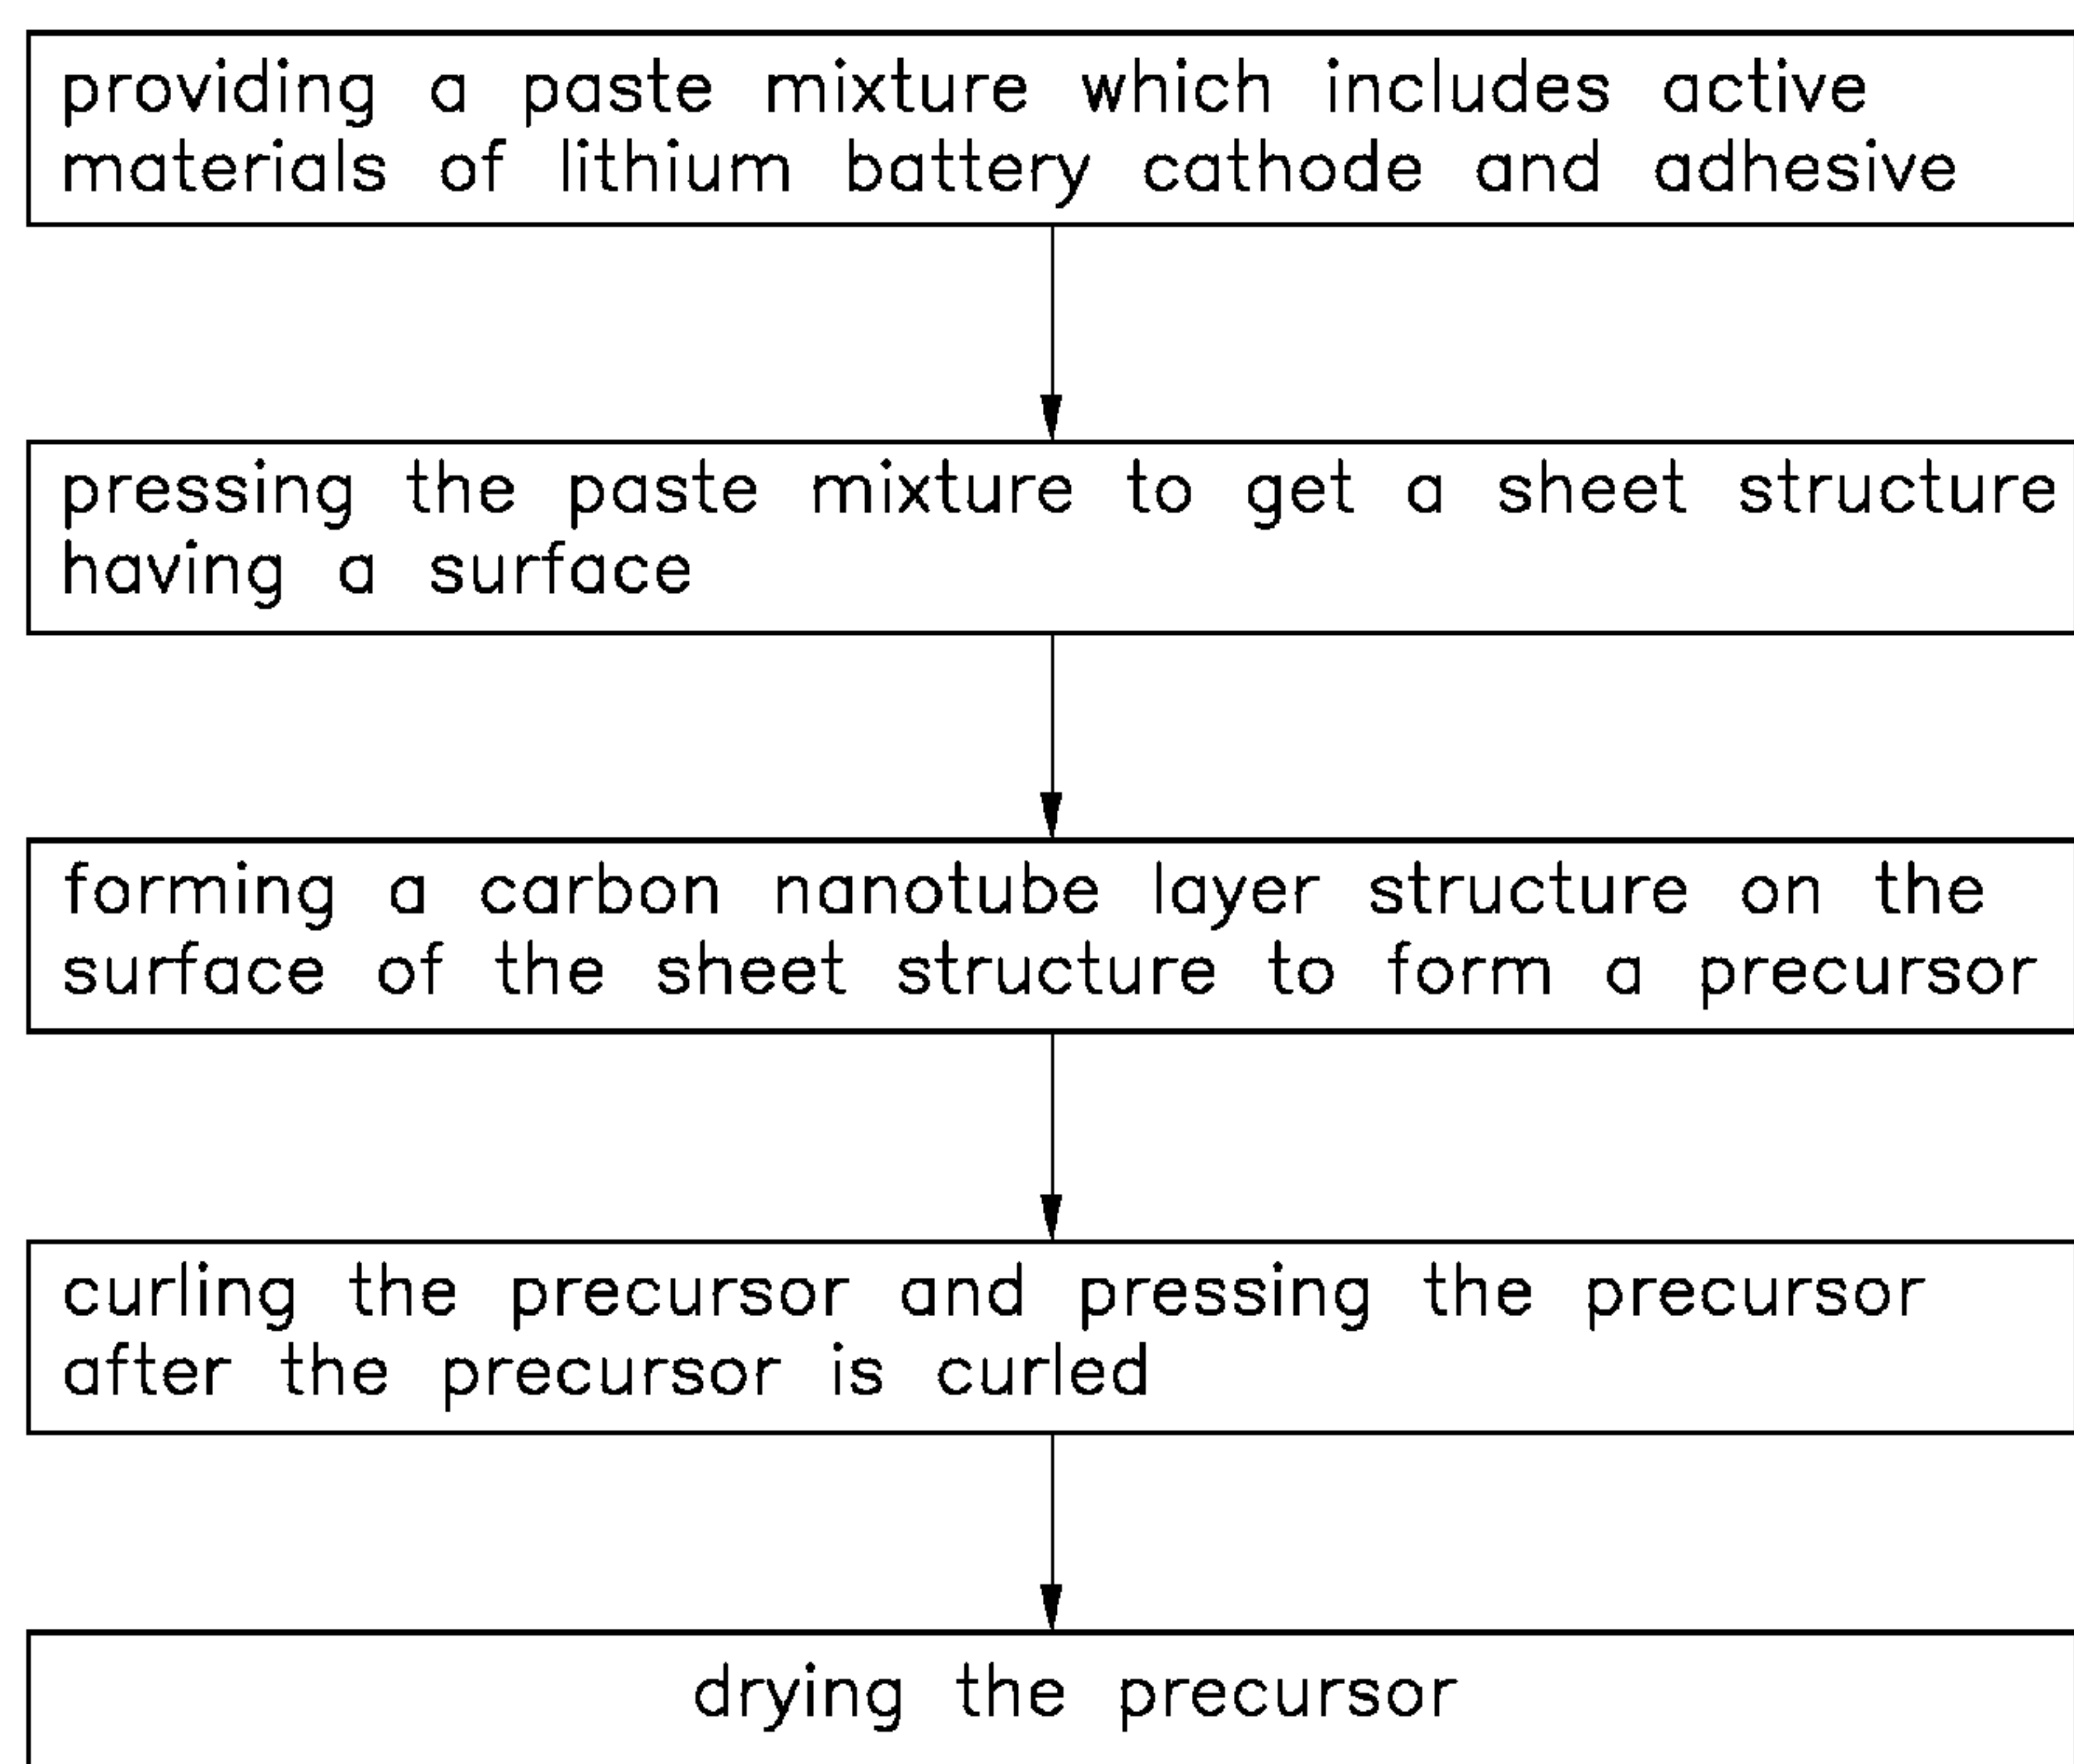 providing a paste mixture which includes active
materials of lithium battery cathode and adhesive
pressing the paste mixture to get a sheet structure
having a surface
forming a carbon nanotube layer structure on the
surface of the sheet structure to form a precursor
curling the precursor and pressing the precursor
after the precursor is curled
drying the precursor